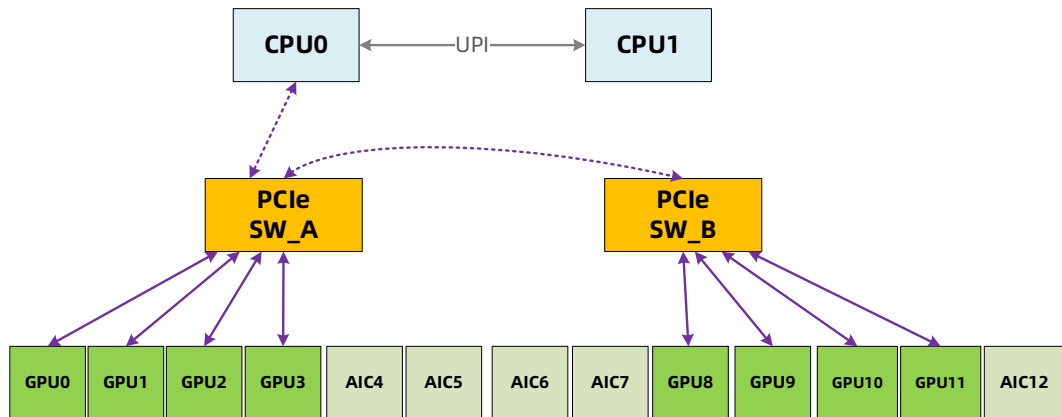 CPU0
UPI
CPU1
PCIe
SW_A
PCIe
SW_B
GPU0
GPU1
GPU2
GPU3
AIC4
AIC5
AIC6
AIC7
GPU8
GPU9
GPU10
GPU11
AIC12